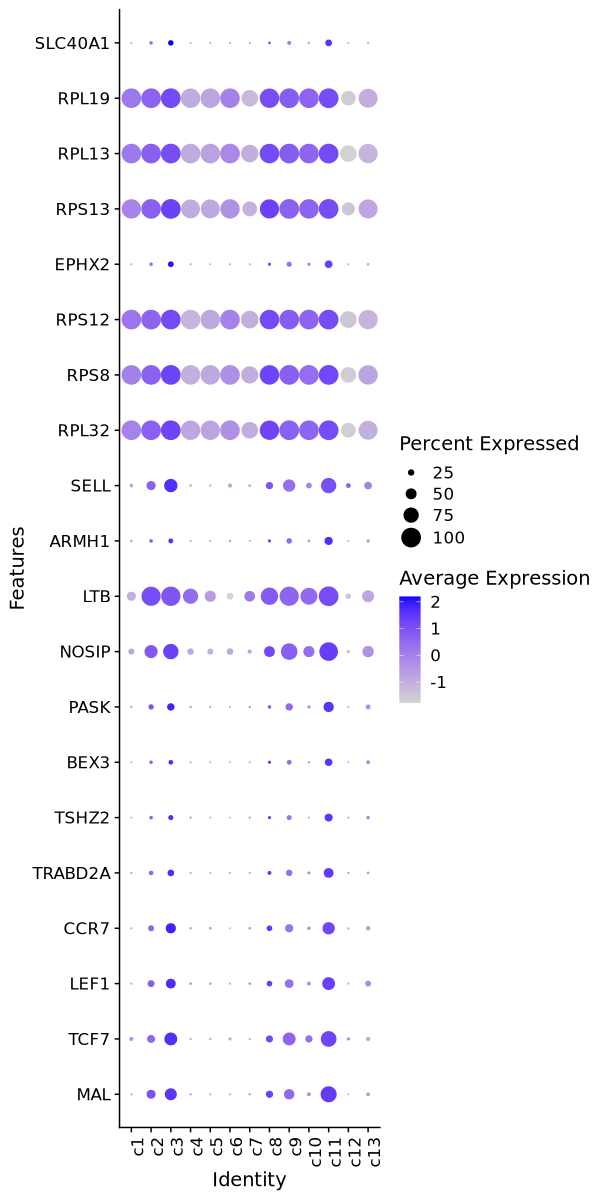 SLC40A1
RPL19
RPL13
RPS13
EPHX2
RPS12
RPS8
RPL32
SELL
ARMH1
LTB
NOSIP
PASK
BEX3
TSHZ2
TRABD2A
CCR7
LEF1
TCF7
MAL
Features
c1 c2 c3 c4 c5 c6 c7 c8 c9 c10 c11 c12 c13
Identity
Percent Expressed
25
50
75
100
Average Expression
2
1
0
-1